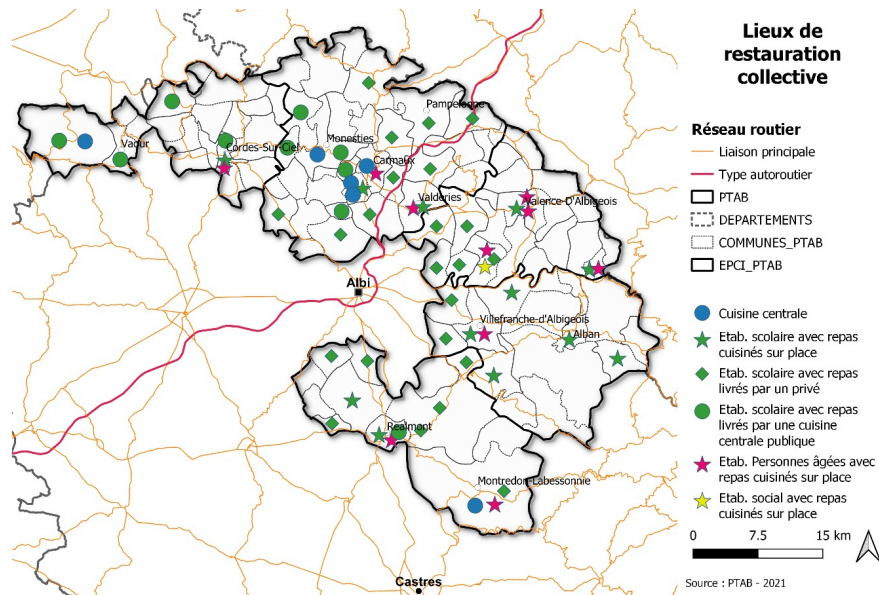 Lieux de
restauration
collective
Réseau routier
Liaison principale
Type autoroutier
PTAB
DEPARTEMENTS
COMMUNES_PTAB
EPCI_PTAB
Cuisine centrale
Etab. scolaire avec repas
cuisinés sur place
Etab. scolaire avec repas
livrés par un privé
Etab. scolaire avec repas
livrés par une cuisine
centrale publique
Etab. Personnes âgées avec
repas cuisinés sur place
Etab. social avec repas
cuisinés sur place
0 7.5 15 km
Source : PTAB - 2021
Pampelonne
Vaour
Cordes-Sur-Ciel
Monesties
Carmaux
Valderies
Valence-D'Albigeois
Albi
Villefranche-d'Albigeois
Alban
Realmont
Montredon-Labessonnie
Castres